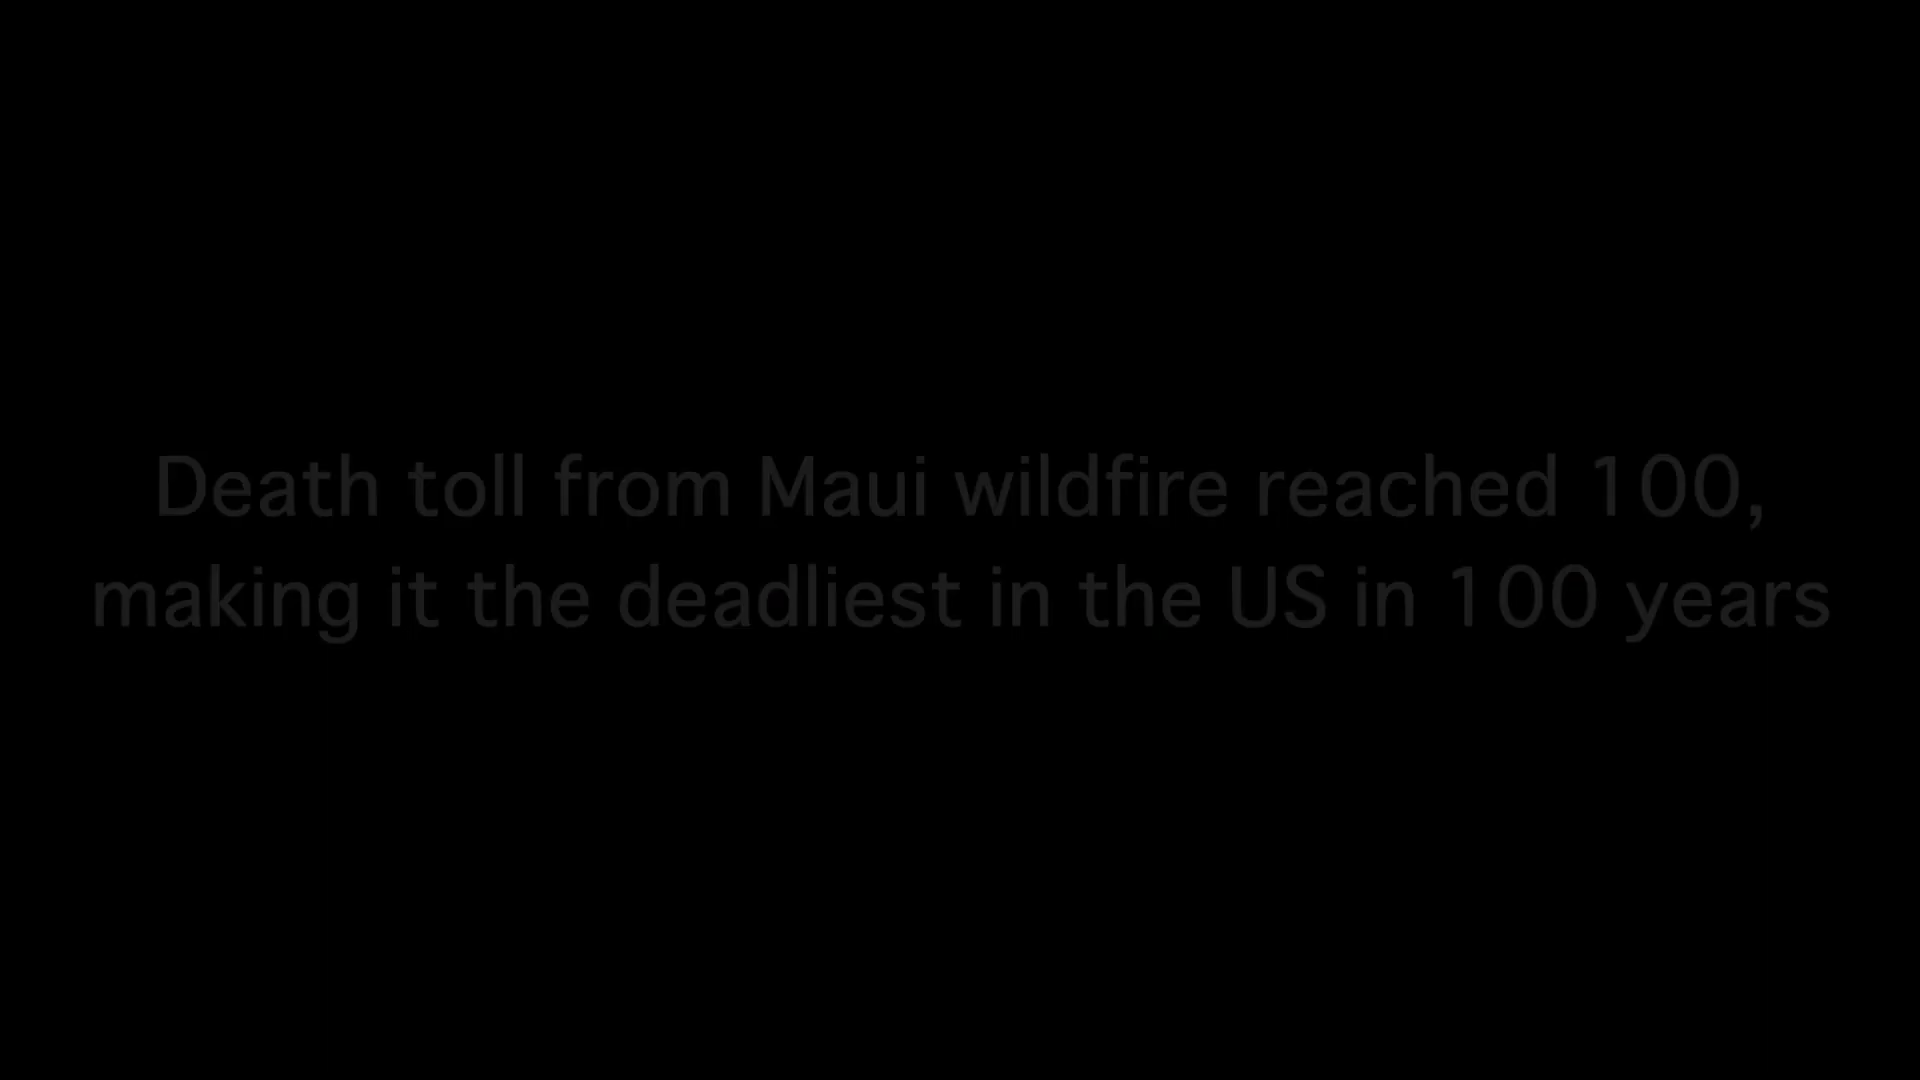 Death toll from Maui wildfire reached 100,
making it the deadliest in the US in 100 years